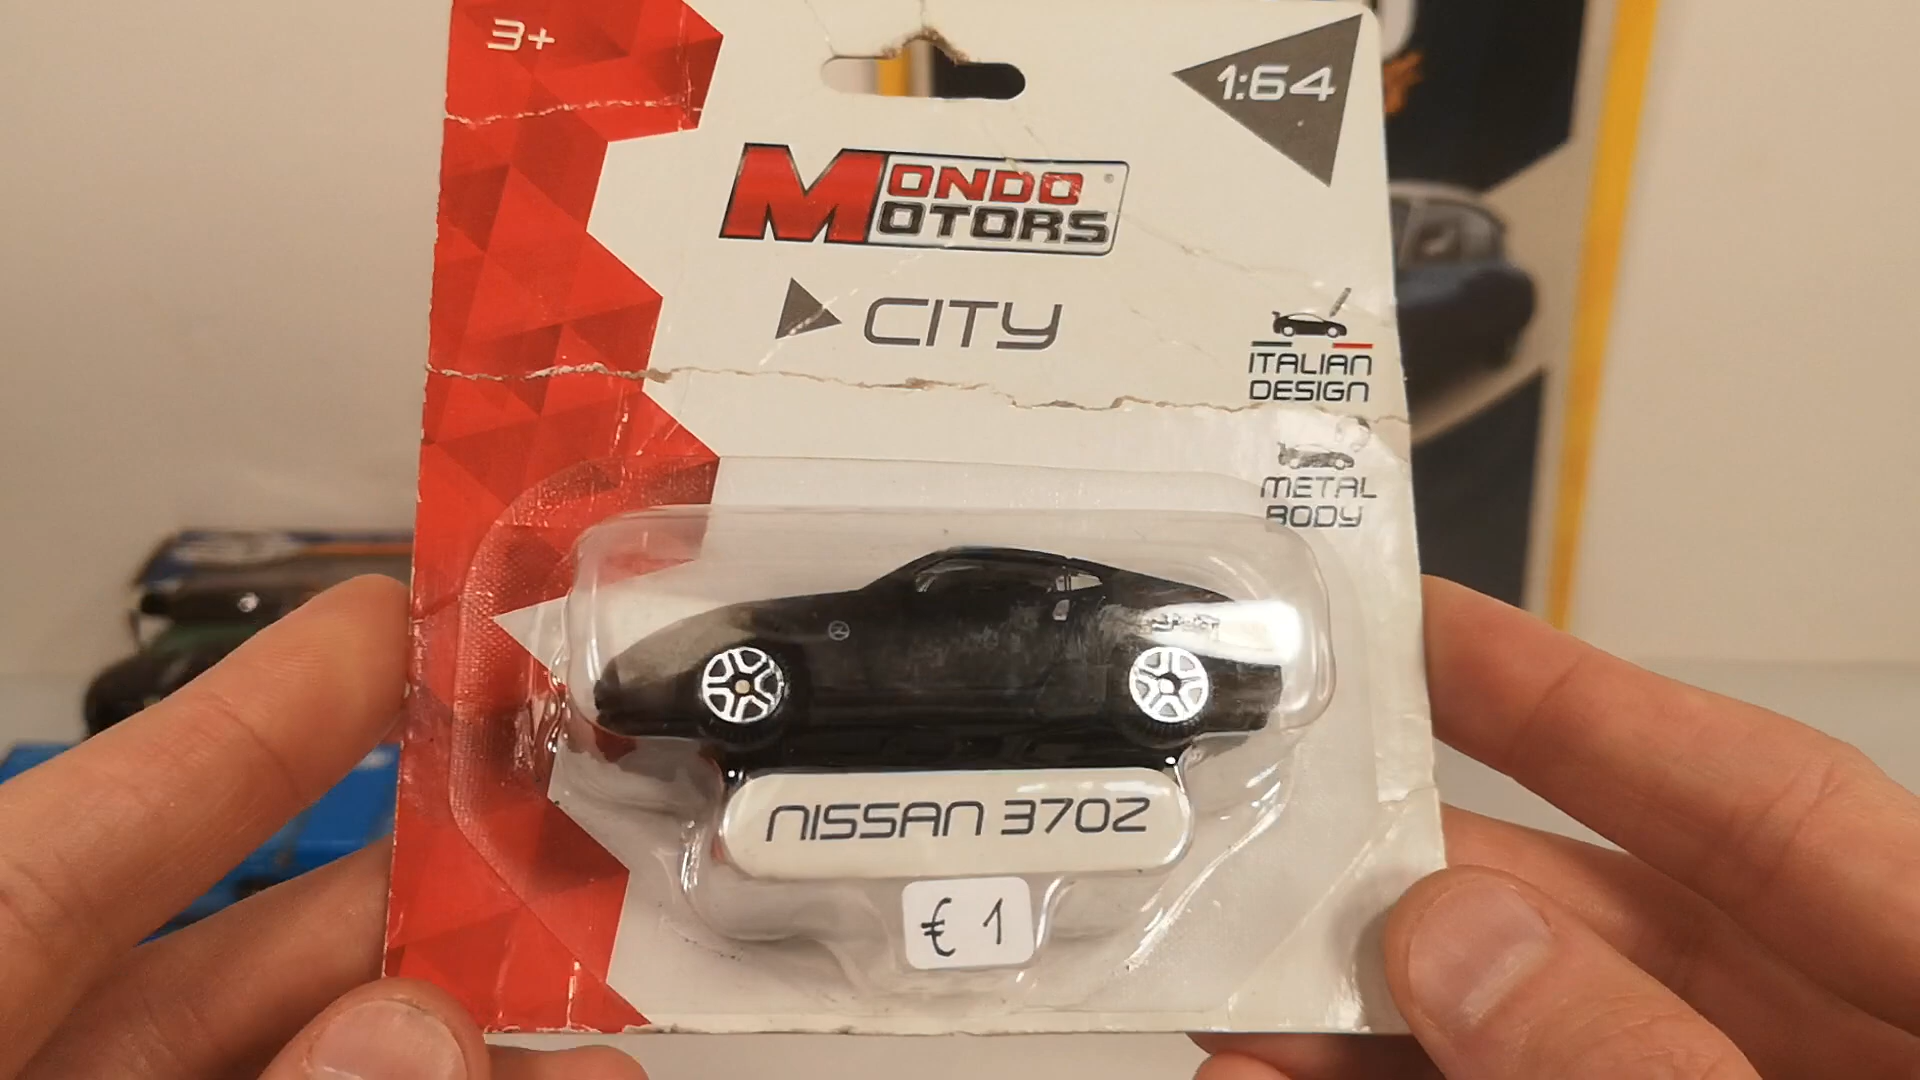 3+
1:64
MONDO
MOTORS
®
CITY
ITALIAN
DESIGN
METAL
BODY
NISSAN 370Z
€ 1